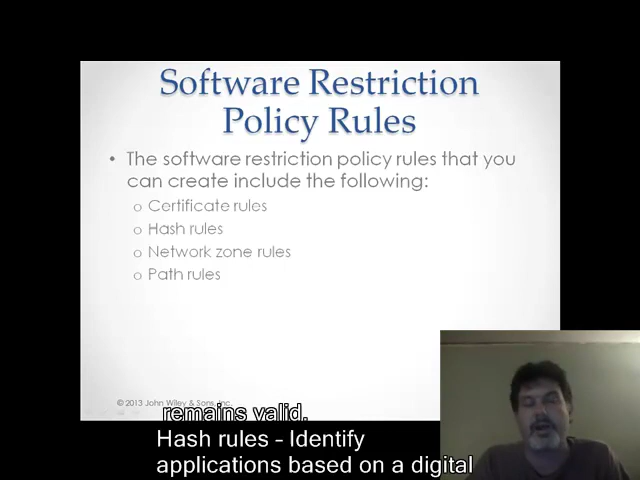 Software Restriction
Policy Rules
• The software restriction policy rules that you
can create include the following:
o Certificate rules
o Hash rules
o Network zone rules
o Path rules
© 2013 John Wiley & Sons, Inc.
remains valid.
Hash rules - Identify
applications based on a digital